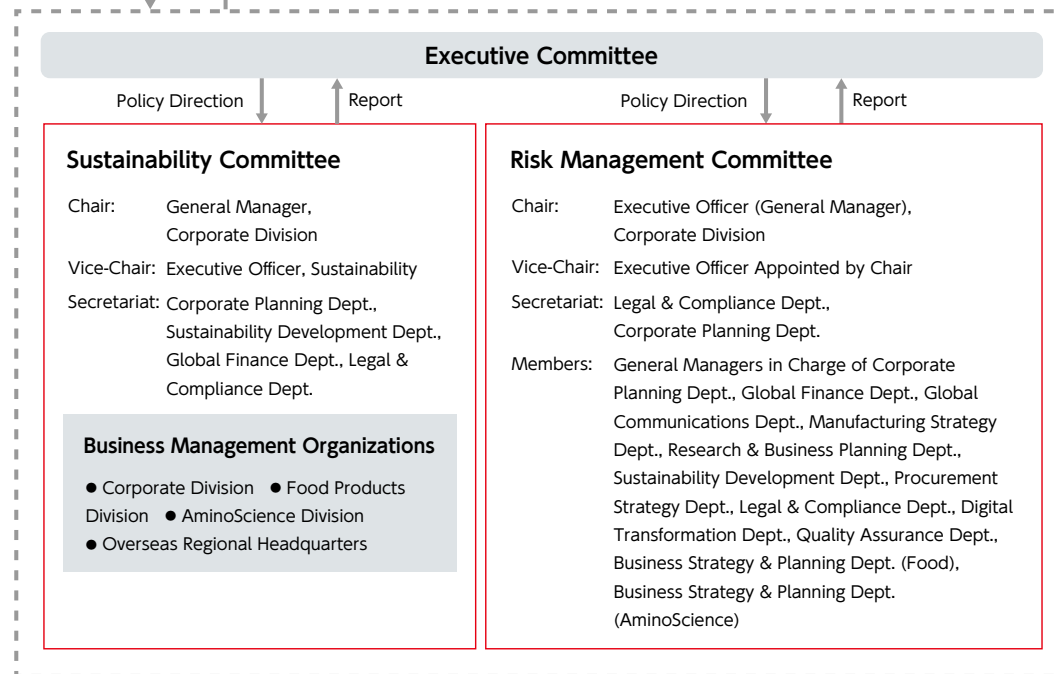 Executive Committee
Policy Direction
Report
Policy Direction
Report
Sustainability Committee
Chair: General Manager,
Corporate Division
Vice-Chair: Executive Officer, Sustainability
Secretariat: Corporate Planning Dept.,
Sustainability Development Dept.,
Global Finance Dept., Legal &
Compliance Dept.
Business Management Organizations
● Corporate Division ● Food Products
Division ● AminoScience Division
● Overseas Regional Headquarters
Risk Management Committee
Chair: Executive Officer (General Manager),
Corporate Division
Vice-Chair: Executive Officer Appointed by Chair
Secretariat: Legal & Compliance Dept.,
Corporate Planning Dept.
Members: General Managers in Charge of Corporate
Planning Dept., Global Finance Dept., Global
Communications Dept., Manufacturing Strategy
Dept., Research & Business Planning Dept.,
Sustainability Development Dept., Procurement
Strategy Dept., Legal & Compliance Dept., Digital
Transformation Dept., Quality Assurance Dept.,
Business Strategy & Planning Dept. (Food),
Business Strategy & Planning Dept.
(AminoScience)